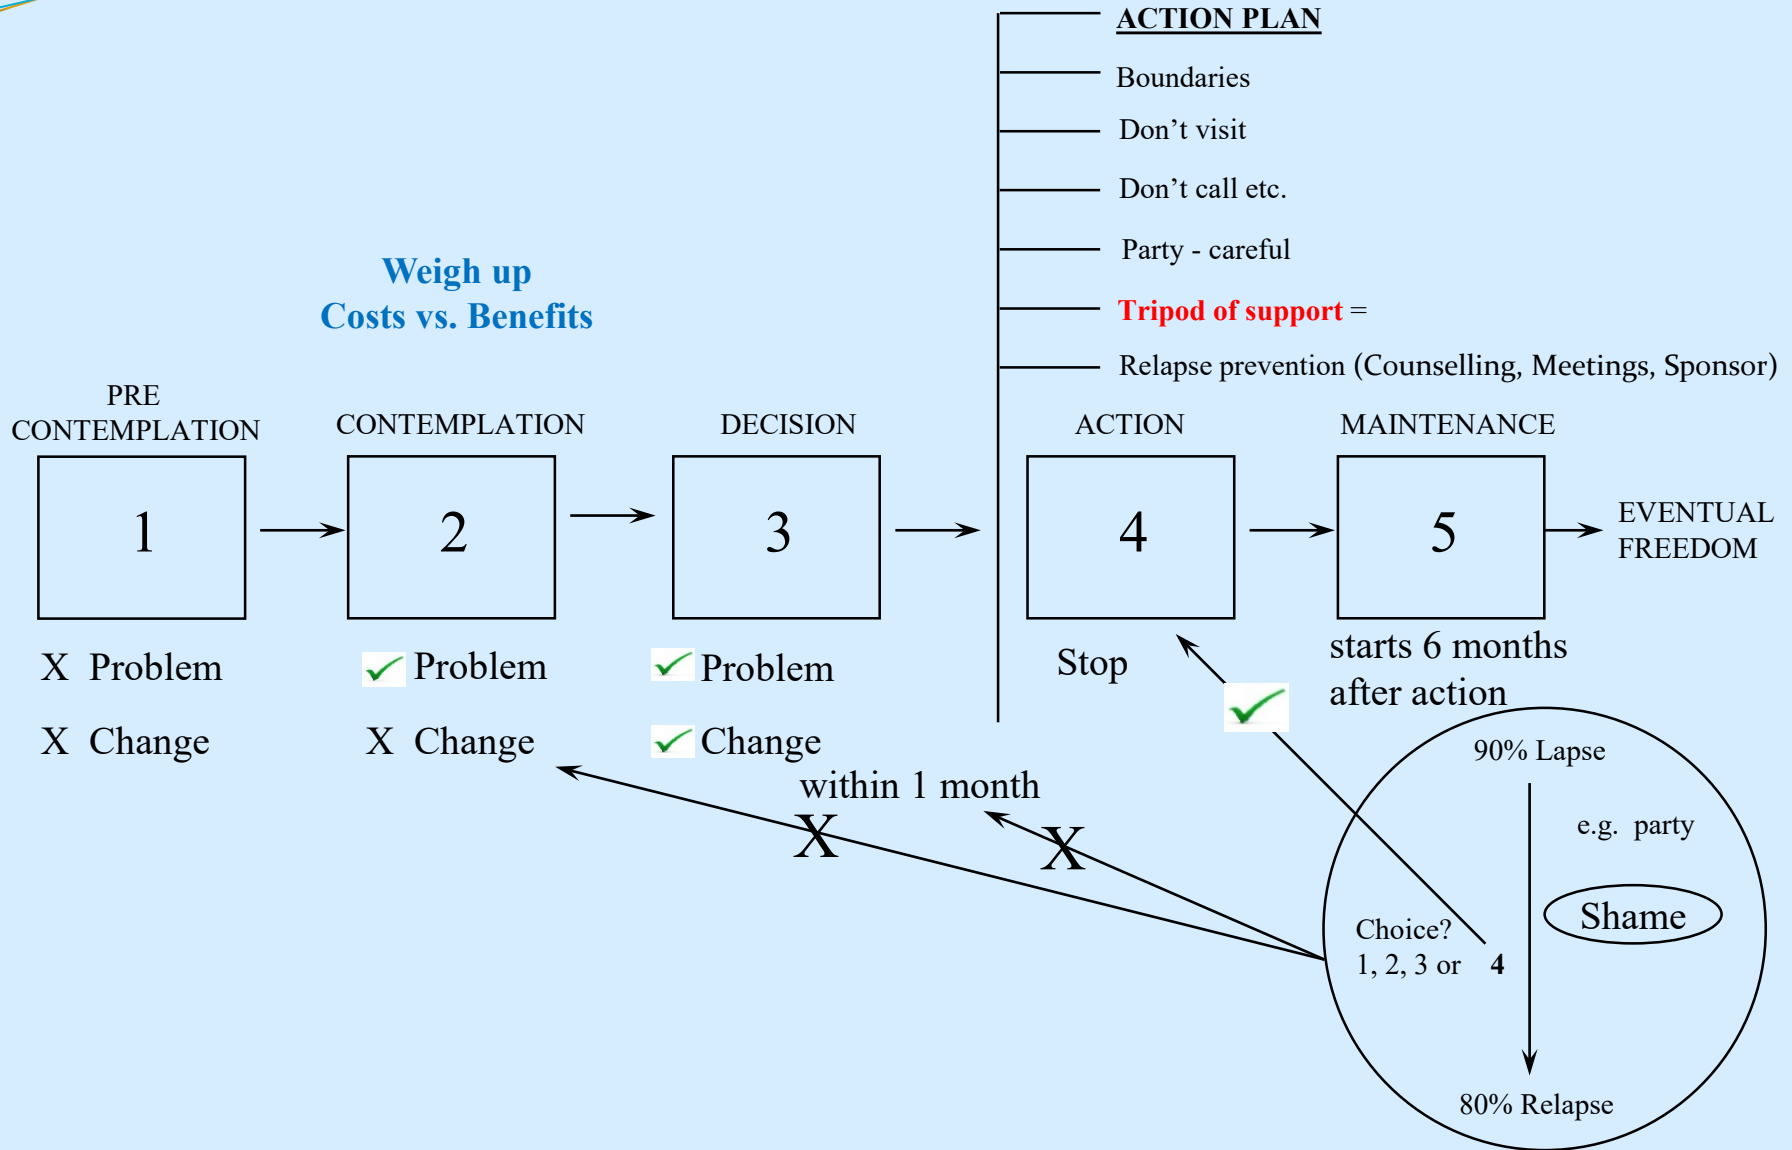 ACTION PLAN
Boundaries
Don’t visit
Don’t call etc.
Party - careful
Tripod of support =
Relapse prevention (Counselling, Meetings, Sponsor)
Weigh up
Costs vs. Benefits
PRE
CONTEMPLATION
CONTEMPLATION
DECISION
ACTION
MAINTENANCE
1
2
3
4
5
EVENTUAL
FREEDOM
X Problem
X Change
✓ Problem
X Change
✓ Problem
✓ Change
within 1 month
X
X
Stop
✓
starts 6 months
after action
90% Lapse
e.g. party
Shame
Choice?
1, 2, 3 or 4
80% Relapse